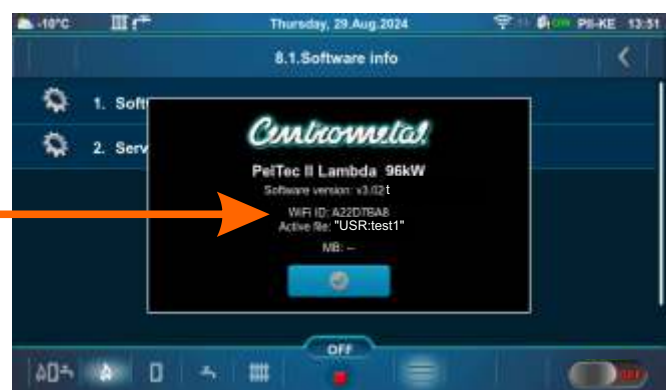 -10°C Thursday, 29.Aug.2024 PII-KE 13:51
8.1.Software info
1. Soft
2. Serv
Centrometal
PelTec II Lambda 96kW
Software version: v3.02t
WiFi ID: A22D7BA8
Active file: "USR:test1"
MB: --
OFF
OFF